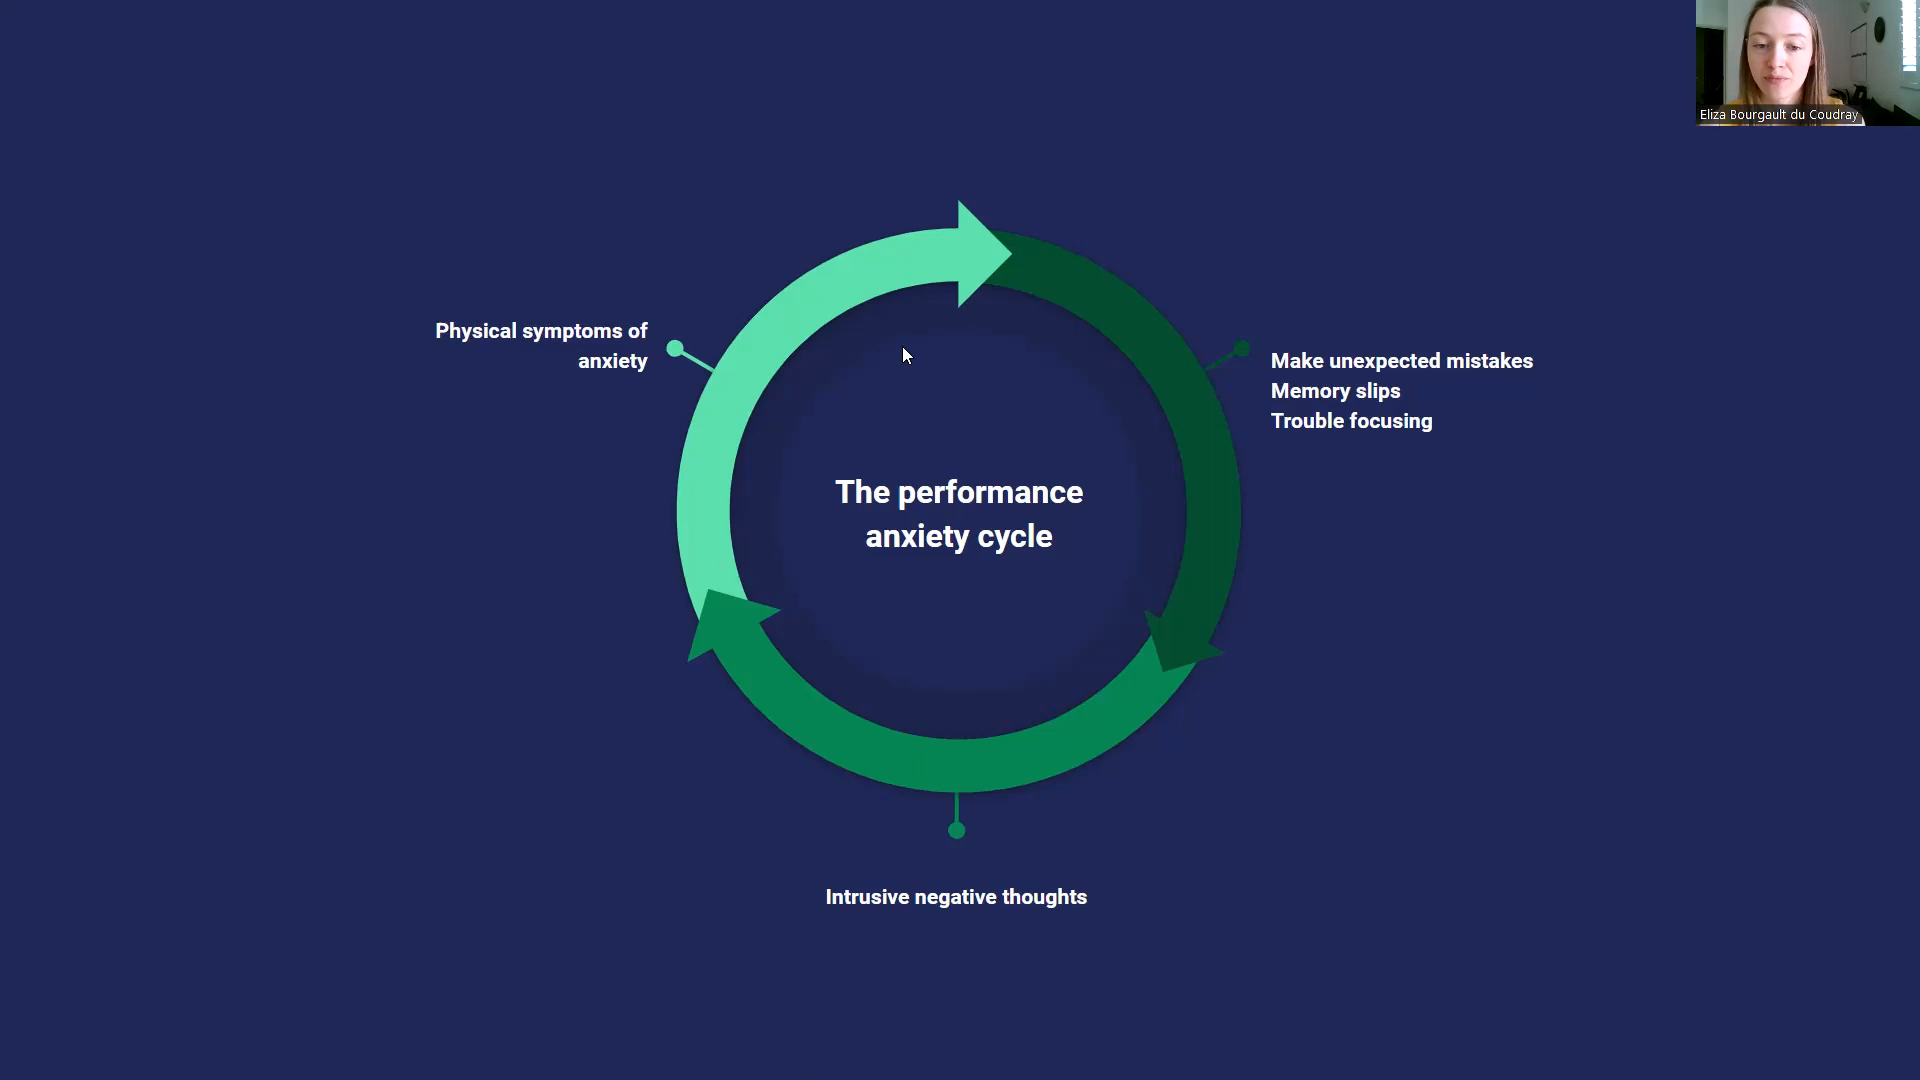 Eliza Bourgault du Coudray
Physical symptoms of
anxiety
Make unexpected mistakes
Memory slips
Trouble focusing
The performance
anxiety cycle
Intrusive negative thoughts